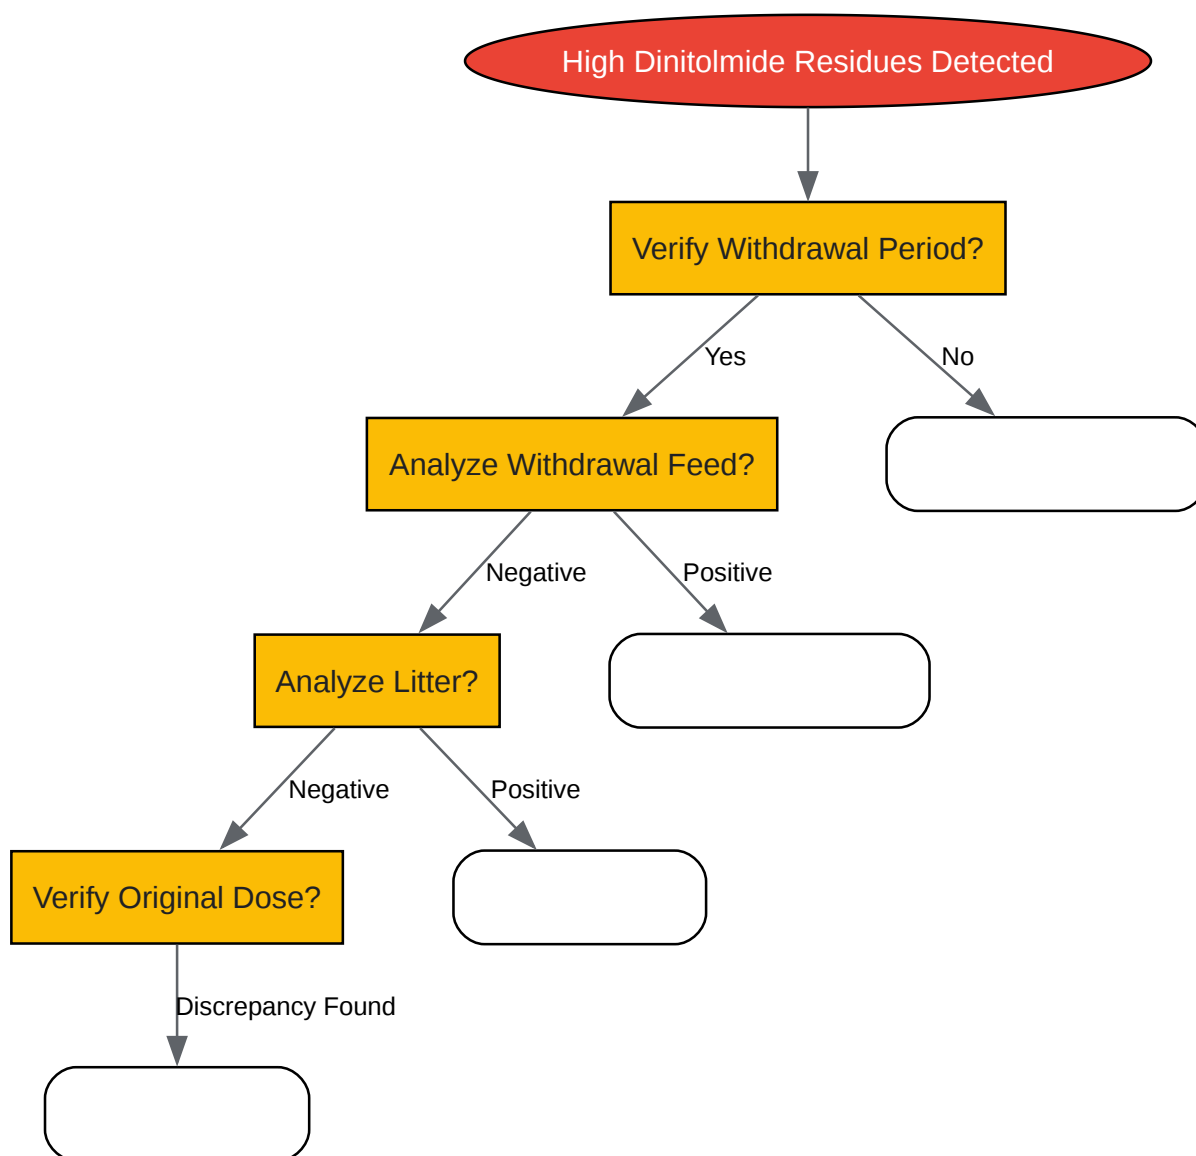 High Dinitolmide Residues Detected
Verify Withdrawal Period?
Yes
No
Analyze Withdrawal Feed?
Negative
Positive
Analyze Litter?
Negative
Positive
Verify Original Dose?
Discrepancy Found